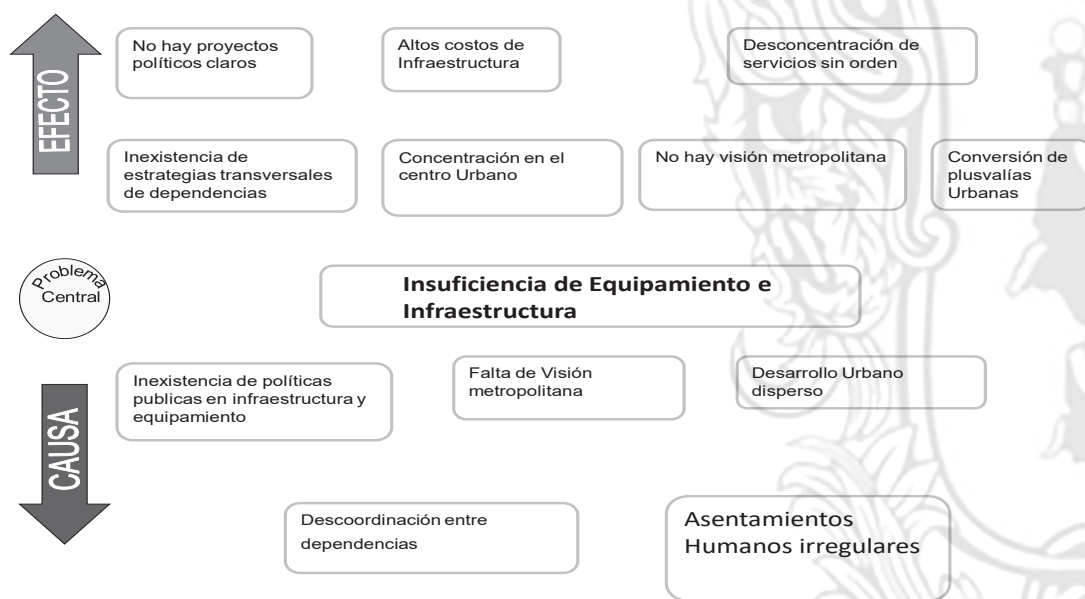 EFECTO
No hay proyectos
políticos claros
Altos costos de
Infraestructura
Desconcentración de
servicios sin orden
Inexistencia de
estrategias transversales
de dependencias
Concentración en el
centro Urbano
No hay visión metropolitana
Conversión de
plusvalías
Urbanas
Problema
Central
Insuficiencia de Equipamiento e
Infraestructura
CAUSA
Inexistencia de políticas
publicas en infraestructura y
equipamiento
Falta de Visión
metropolitana
Desarrollo Urbano
disperso
Descoordinación entre
dependencias
Asentamientos
Humanos irregulares